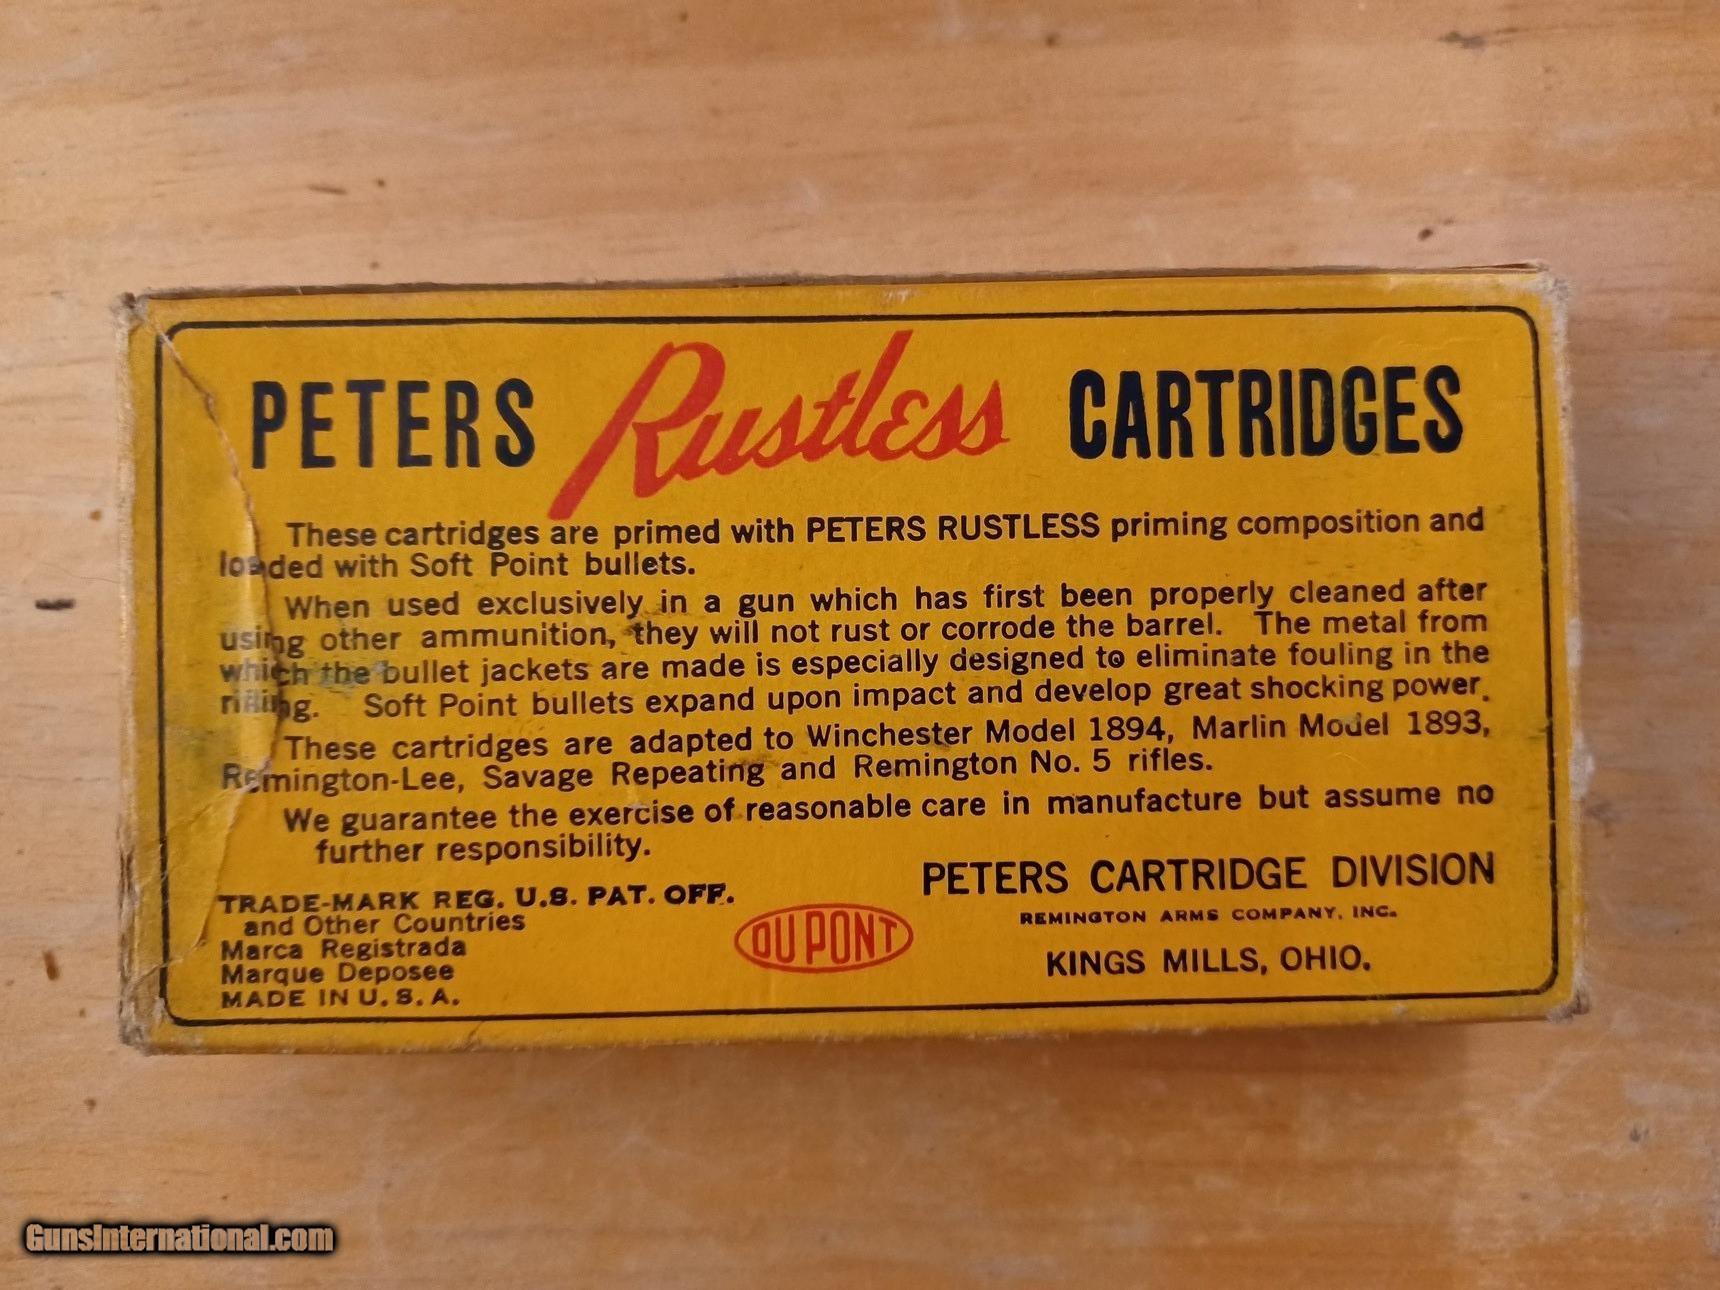 PETERS Rustless CARTRIDGES
These cartridges are primed with PETERS RUSTLESS priming composition and
loaded with Soft Point bullets.
When used exclusively in a gun which has first been properly cleaned after
using other ammunition, they will not rust or corrode the barrel. The metal from
which the bullet jackets are made is especially designed to eliminate fouling in the
rifling. Soft Point bullets expand upon impact and develop great shocking power.
These cartridges are adapted to Winchester Model 1894, Marlin Model 1893,
Remington-Lee, Savage Repeating and Remington No. 5 rifles.
We guarantee the exercise of reasonable care in manufacture but assume no
further responsibility.
TRADE-MARK REG. U.S. PAT. OFF.
and Other Countries
Marca Registrada
Marque Deposee
MADE IN U.S.A.
DU PONT
PETERS CARTRIDGE DIVISION
REMINGTON ARMS COMPANY, INC.
KINGS MILLS, OHIO.
GunsInternational.com